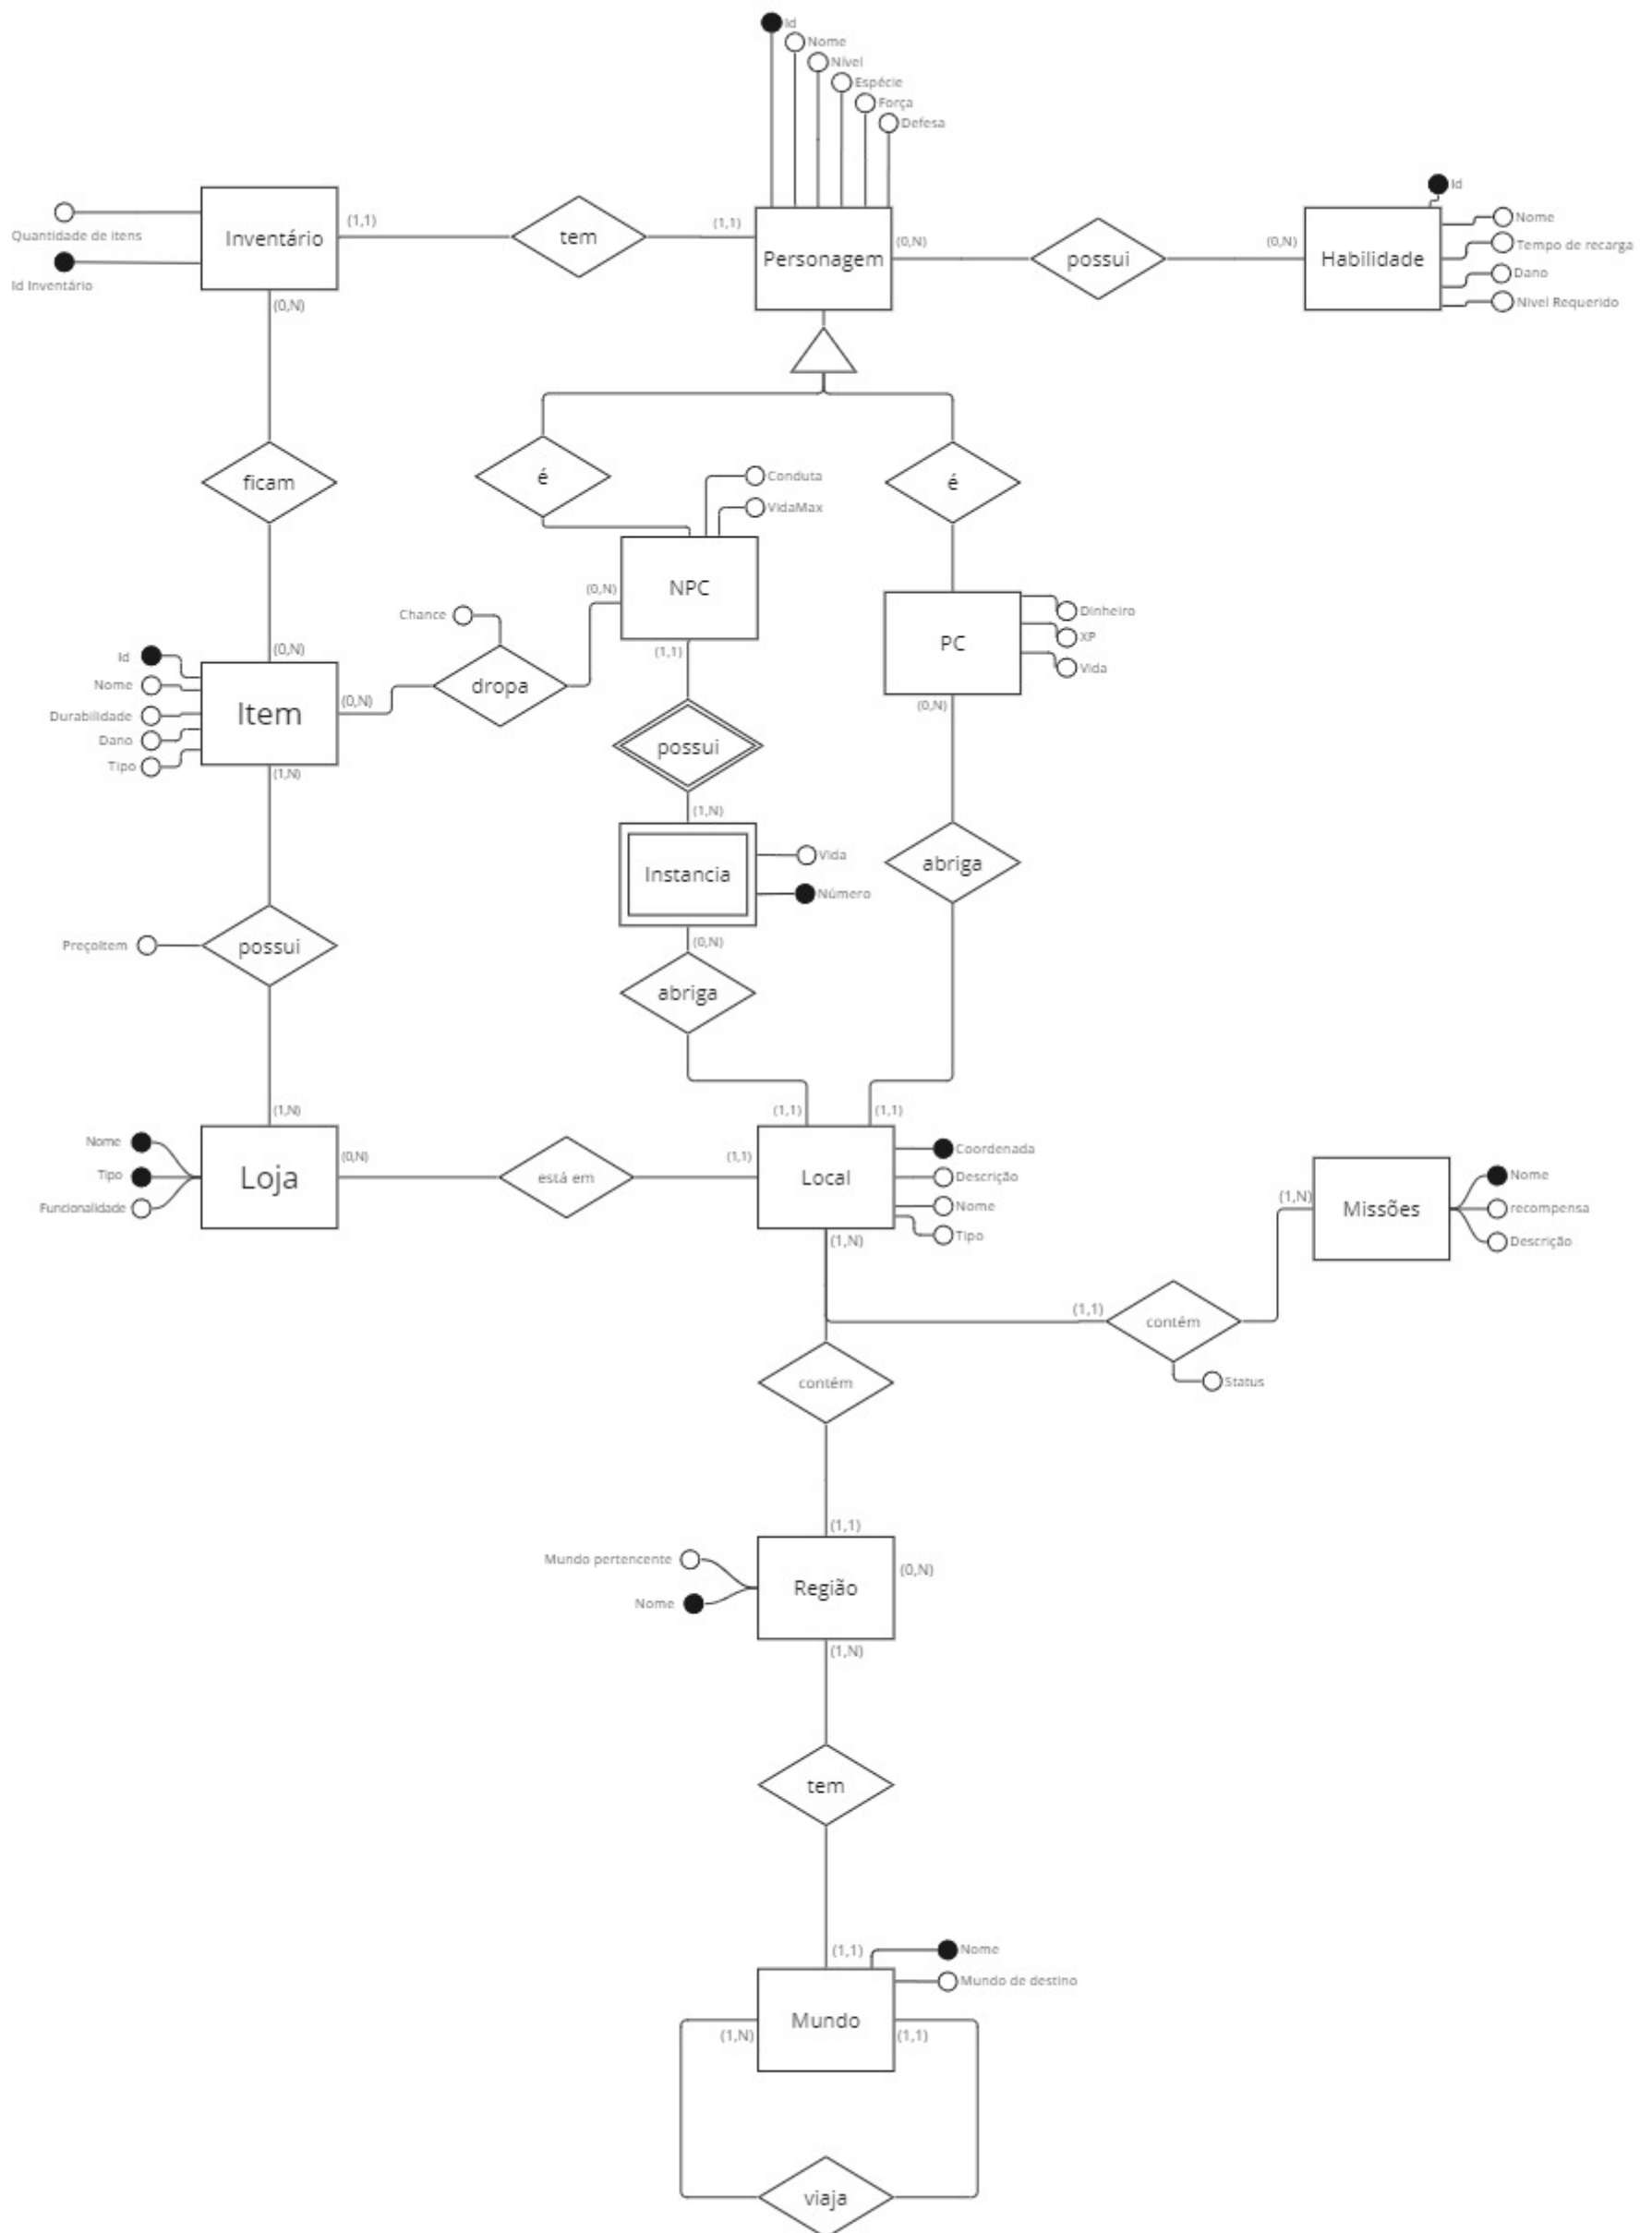 Id
Nome
Nível
Espécie
Força
Defesa
Id
Nome
Tempo de recarga
Dano
Nivel Requerido
Quantidade de itens
Id Inventário
Inventário
(1,1)
tem
(1,1)
Personagem
(0,N)
possui
(0,N)
Habilidade
(0,N)
ficam
é
é
Conduta
VidaMax
NPC
(0,N)
Chance
dropa
(1,1)
PC
Dinheiro
XP
Vida
(0,N)
(0,N)
Id
Nome
Durabilidade
Dano
Tipo
Item
(0,N)
(1,N)
possui
(1,N)
Instancia
Vida
Número
abriga
(0,N)
abriga
PreçoItem
possui
(1,N)
(1,1)
(1,1)
Nome
Tipo
Funcionalidade
Loja
(0,N)
está em
(1,1)
Local
Coordenada
Descrição
Nome
Tipo
(1,N)
Missões
Nome
recompensa
Descrição
(1,N)
(1,1)
contém
Status
contém
(1,1)
Mundo pertencente
Nome
Região
(0,N)
(1,N)
tem
(1,1)
Nome
Mundo de destino
Mundo
(1,N)
(1,1)
viaja